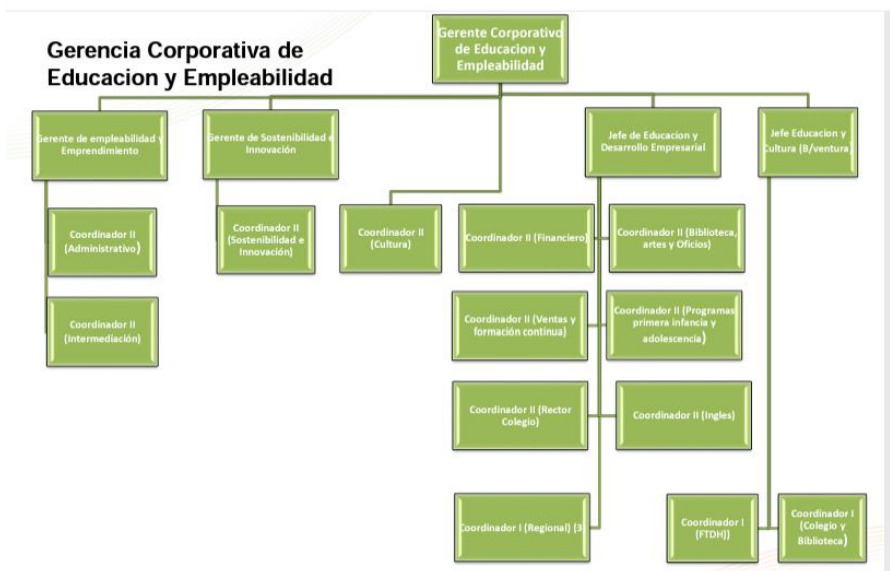 Gerencia Corporativa de
Educacion y Empleabilidad
Gerente Corporativo
de Educacion y
Empleabilidad
Gerente de empleabilidad y
Emprendimiento
Gerente de Sostenibilidad e
Innovación
Jefe de Educacion y
Desarrollo Empresarial
Jefe Educacion y
Cultura (B/ventura)
Coordinador II
(Administrativo)
Coordinador II
(Sostenibilidad e
Innovación)
Coordinador II
(Cultura)
Coordinador II (Financiero)
Coordinador II (Biblioteca,
artes y Oficios)
Coordinador II
(Intermediación)
Coordinador II (Ventas y
formación continua)
Coordinador II (Programas
primera infancia y
adolescencia)
Coordinador II (Rector
Colegio)
Coordinador II (Ingles)
Coordinador I (Regional) (3
Coordinador I
(FTDH))
Coordinador I
(Colegio y
Biblioteca)